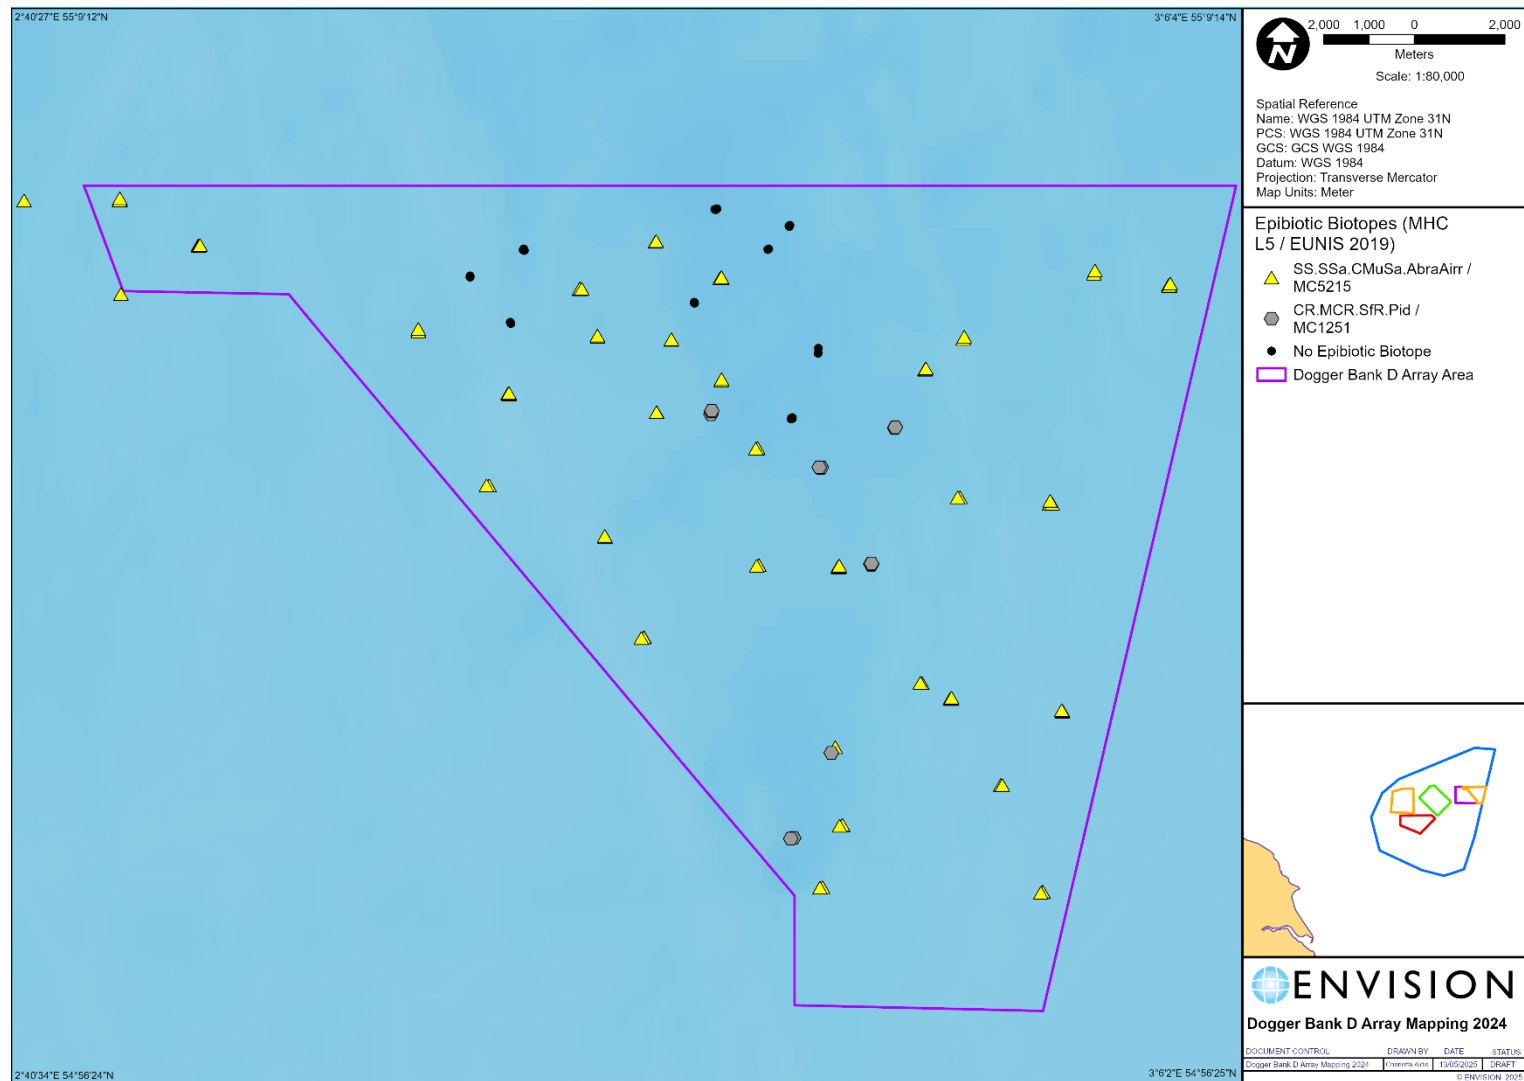 2°40'27"E 55°9'12"N
3°6'4"E 55°9'14"N
2°40'34"E 54°56'24"N
3°6'2"E 54°56'25"N
N
2,000 1,000 0 2,000
Meters
Scale: 1:80,000
Spatial Reference
Name: WGS 1984 UTM Zone 31N
PCS: WGS 1984 UTM Zone 31N
GCS: GCS WGS 1984
Datum: WGS 1984
Projection: Transverse Mercator
Map Units: Meter
Epibiotic Biotopes (MHC
L5 / EUNIS 2019)
SS.SSa.CMuSa.AbraAirr /
MC5215
CR.MCR.SfR.Pid /
MC1251
No Epibiotic Biotope
Dogger Bank D Array Area
ENVISION
Dogger Bank D Array Mapping 2024
DOCUMENT CONTROL DRAWN BY DATE STATUS
Dogger Bank D Array Mapping 2024 Charlotte 13/05/2025 DRAFT
© ENVISION 2025